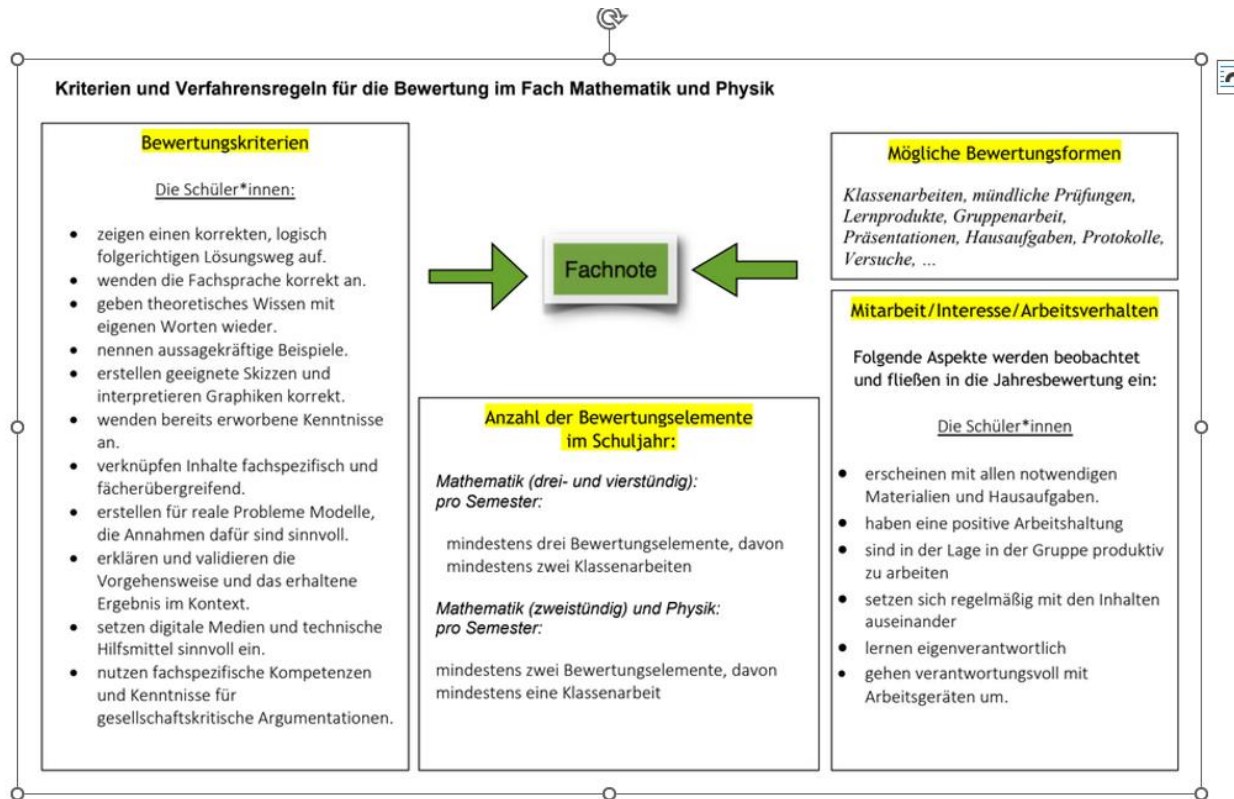 Kriterien und Verfahrensregeln für die Bewertung im Fach Mathematik und Physik
Bewertungskriterien
Die Schüler*innen:
• zeigen einen korrekten, logisch
folgerichtigen Lösungsweg auf.
• wenden die Fachsprache korrekt an.
• geben theoretisches Wissen mit
eigenen Worten wieder.
• nennen aussagekräftige Beispiele.
• erstellen geeignete Skizzen und
interpretieren Graphiken korrekt.
• wenden bereits erworbene Kenntnisse
an.
• verknüpfen Inhalte fachspezifisch und
fächerübergreifend.
• erstellen für reale Probleme Modelle,
die Annahmen dafür sind sinnvoll.
• erklären und validieren die
Vorgehensweise und das erhaltene
Ergebnis im Kontext.
• setzen digitale Medien und technische
Hilfsmittel sinnvoll ein.
• nutzen fachspezifische Kompetenzen
und Kenntnisse für
gesellschaftskritische Argumentationen.
Fachnote
Anzahl der Bewertungselemente
im Schuljahr:
Mathematik (drei- und vierstündig):
pro Semester:
mindestens drei Bewertungselemente, davon
mindestens zwei Klassenarbeiten
Mathematik (zweistündig) und Physik:
pro Semester:
mindestens zwei Bewertungselemente, davon
mindestens eine Klassenarbeit
Mögliche Bewertungsformen
Klassenarbeiten, mündliche Prüfungen,
Lernprodukte, Gruppenarbeit,
Präsentationen, Hausaufgaben, Protokolle,
Versuche, ...
Mitarbeit/Interesse/Arbeitsverhalten
Folgende Aspekte werden beobachtet
und fließen in die Jahresbewertung ein:
Die Schüler*innen
• erscheinen mit allen notwendigen
Materialien und Hausaufgaben.
• haben eine positive Arbeitshaltung
• sind in der Lage in der Gruppe produktiv
zu arbeiten
• setzen sich regelmäßig mit den Inhalten
auseinander
• lernen eigenverantwortlich
• gehen verantwortungsvoll mit
Arbeitsgeräten um.